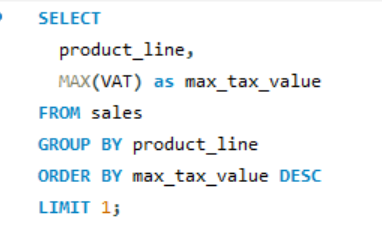 SELECT
product_line,
MAX(VAT) as max_tax_value
FROM sales
GROUP BY product_line
ORDER BY max_tax_value DESC
LIMIT 1;